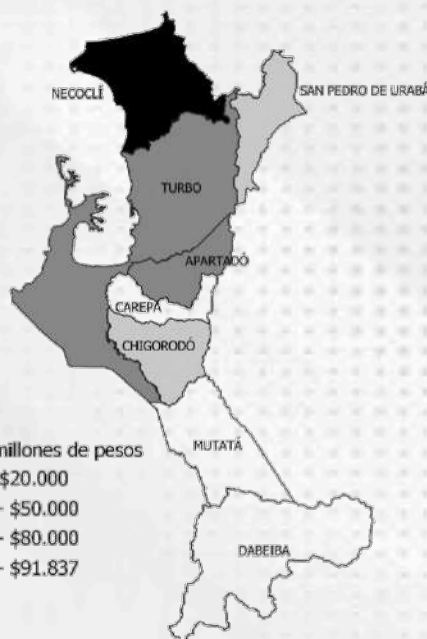 NECOCLÍ
SAN PEDRO DE URABÁ
TURBO
APARTADÓ
CAREPA
CHIGORODÓ
MUTATÁ
DABEIBA
millones de pesos
$20.000
- $50.000
- $80.000
- $91.837